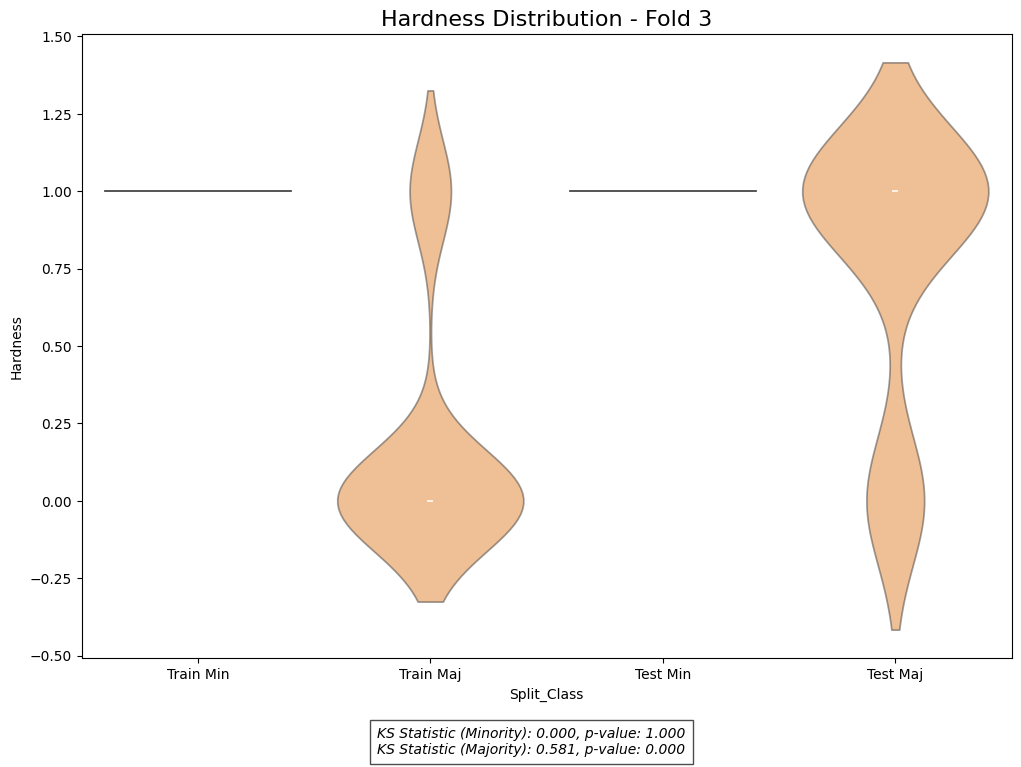 Hardness Distribution - Fold 3
Hardness
1.50
1.25
1.00
0.75
0.50
0.25
0.00
−0.25
−0.50
Train Min
Train Maj
Test Min
Test Maj
Split_Class
KS Statistic (Minority): 0.000, p-value: 1.000
KS Statistic (Majority): 0.581, p-value: 0.000